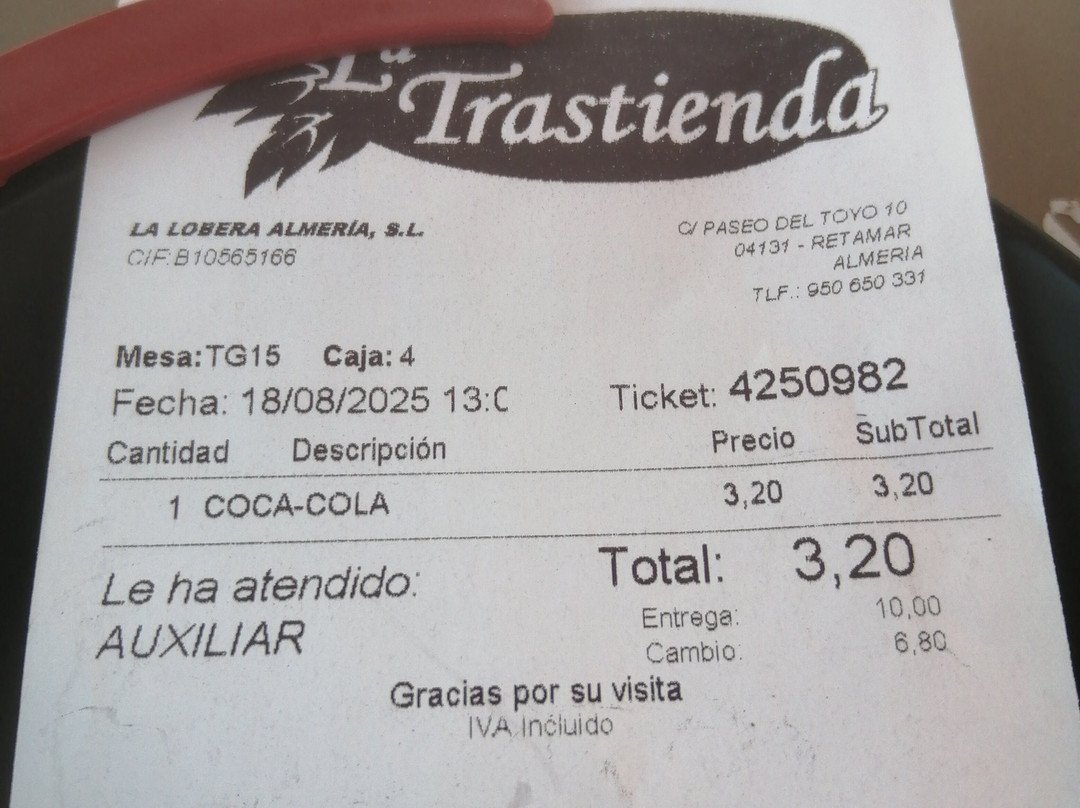 La
Trastienda
LA LOBERA ALMERÍA, S.L.
CIF:B10565166
C/ PASEO DEL TOYO 10
04131 - RETAMAR
ALMERIA
TLF.: 950 650 331
Mesa:TG15 Caja: 4
Fecha: 18/08/2025 13:0
Ticket: 4250982
Cantidad Descripción Precio SubTotal
1 COCA-COLA 3,20 3,20
Total: 3,20
Le ha atendido:
AUXILIAR
Entrega: 10,00
Cambio: 6,80
Gracias por su visita
IVA Incluido